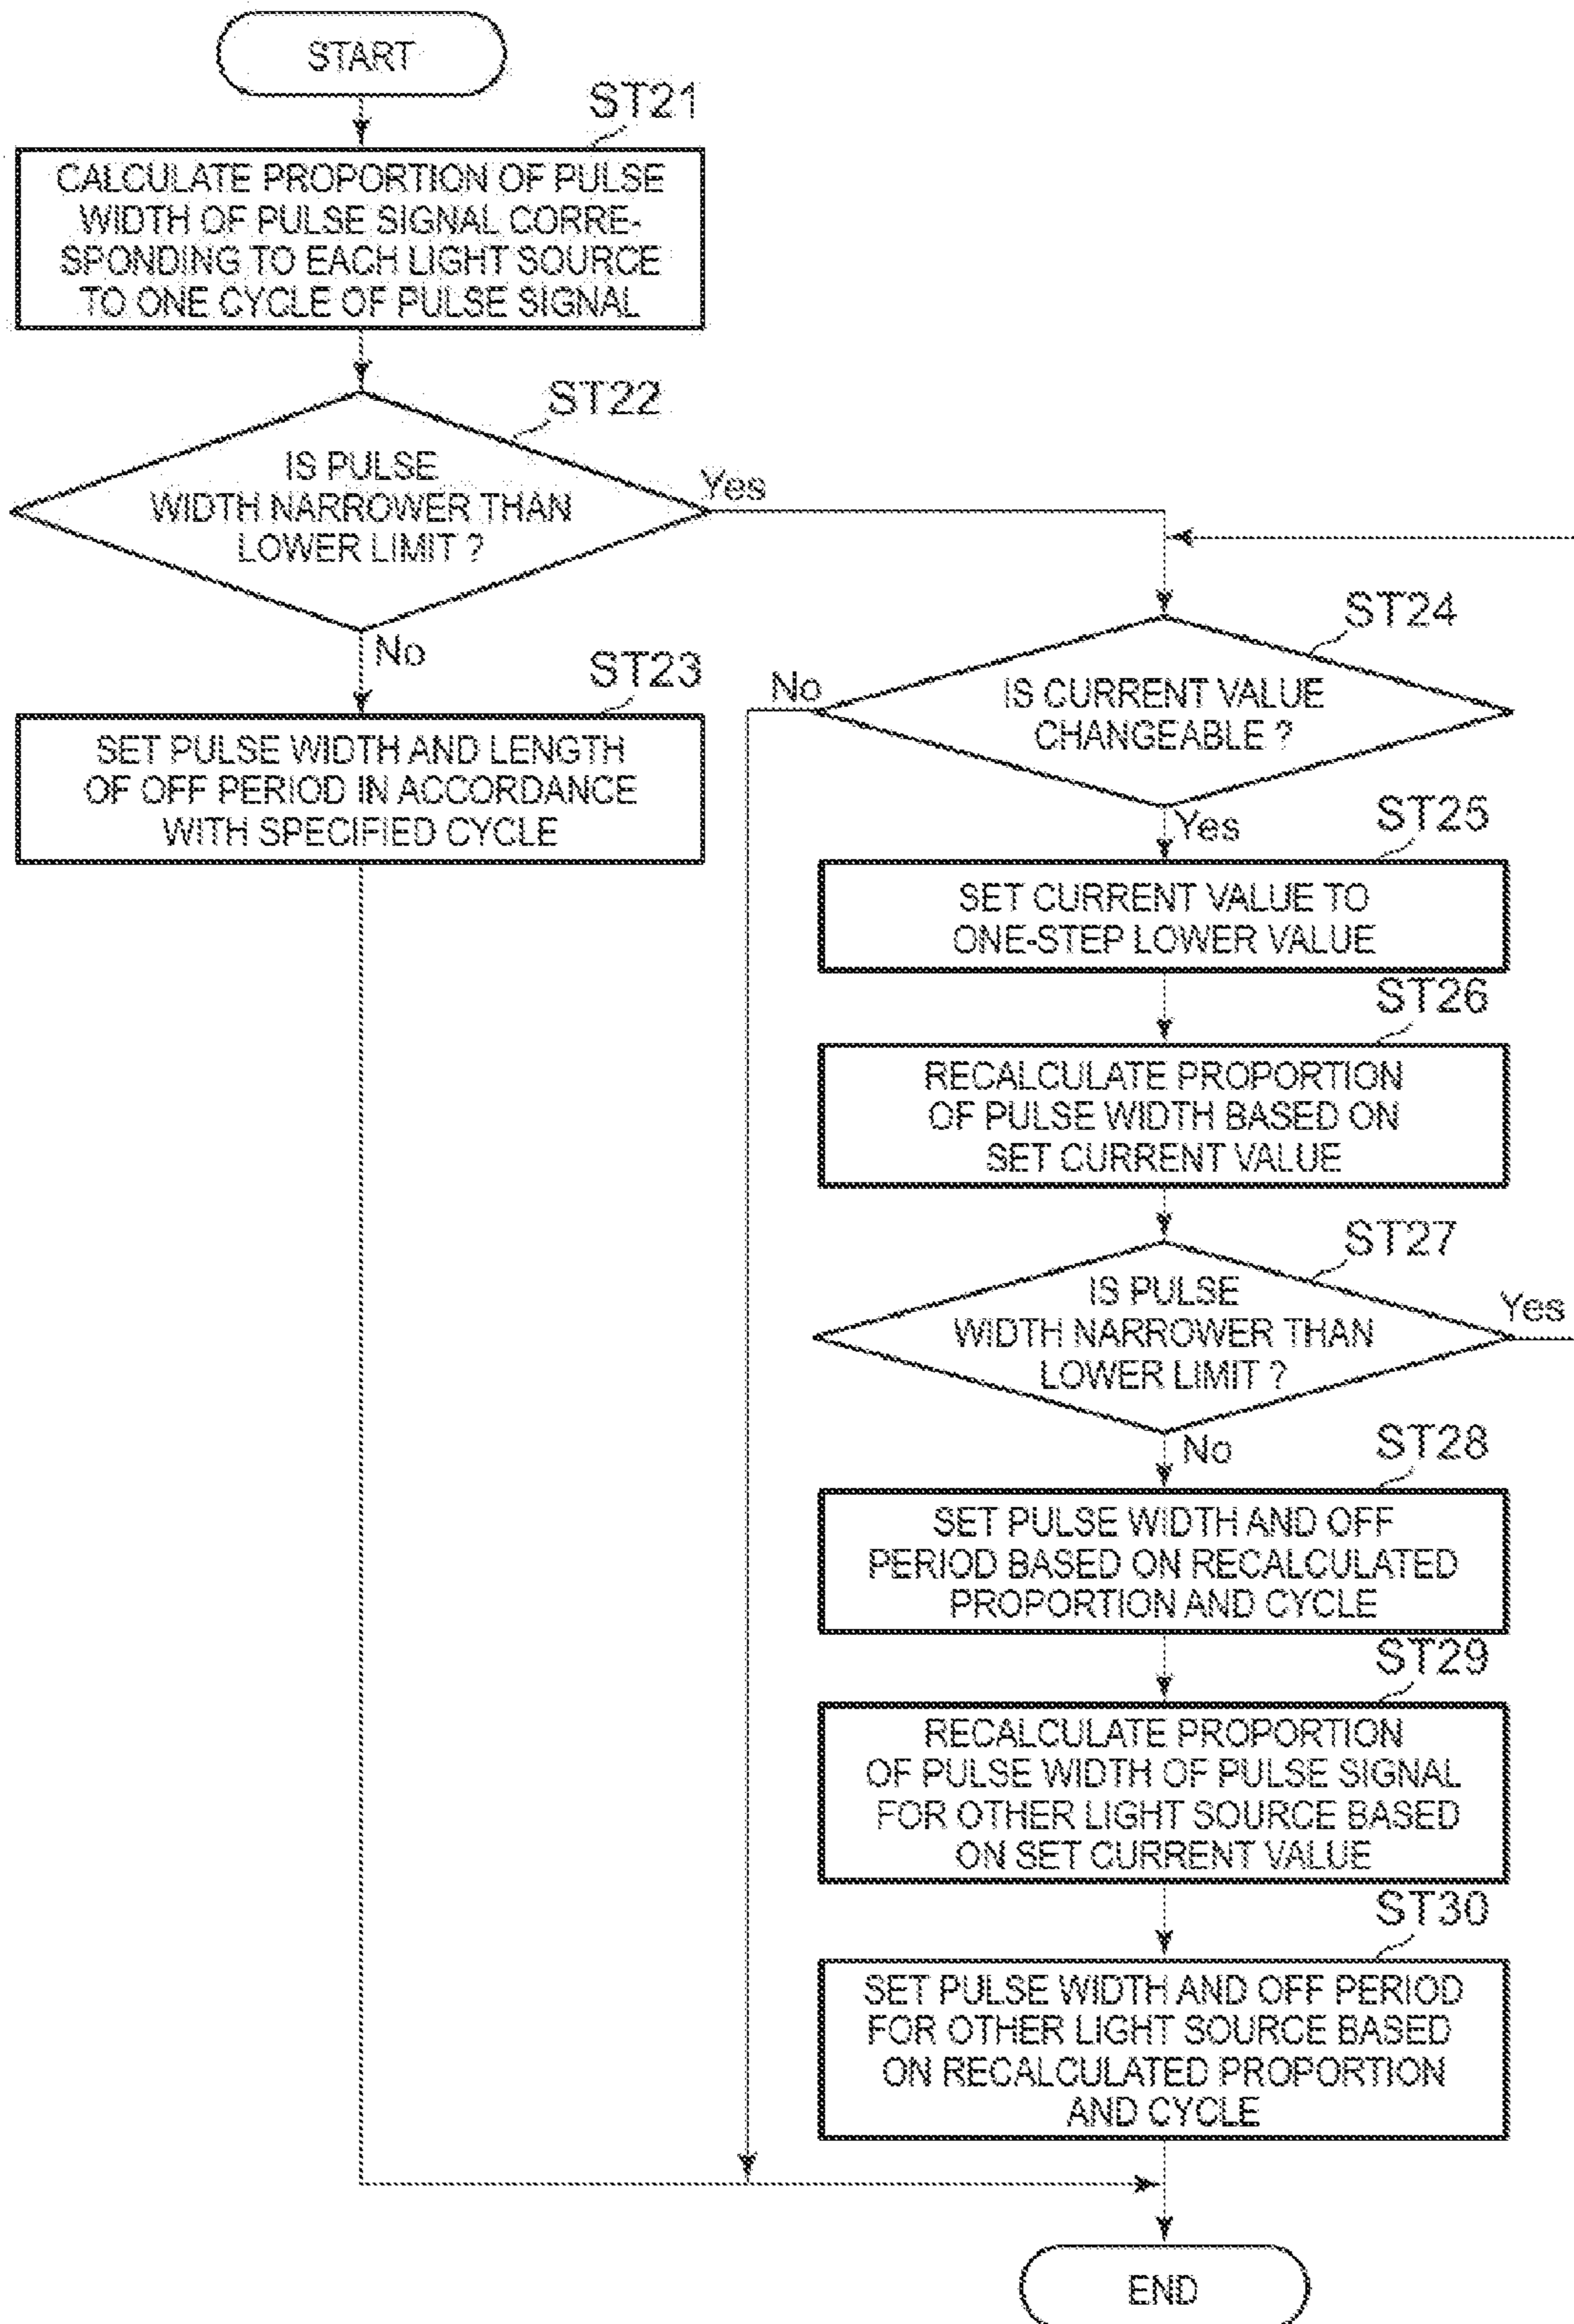 START
ST21
CALCULATE PROPORTION OF PULSE
WIDTH OF PULSE SIGNAL CORRE-
SPONDING TO EACH LIGHT SOURCE
TO ONE CYCLE OF PULSE SIGNAL
ST22
IS PULSE
WIDTH NARROWER THAN
LOWER LIMIT ?
Yes
No
ST23
SET PULSE WIDTH AND LENGTH
OF OFF PERIOD IN ACCORDANCE
WITH SPECIFIED CYCLE
ST24
No
IS CURRENT VALUE
CHANGEABLE ?
Yes
ST25
SET CURRENT VALUE TO
ONE-STEP LOWER VALUE
ST26
RECALCULATE PROPORTION
OF PULSE WIDTH BASED ON
SET CURRENT VALUE
ST27
IS PULSE
WIDTH NARROWER THAN
LOWER LIMIT ?
Yes
No
ST28
SET PULSE WIDTH AND OFF
PERIOD BASED ON RECALCULATED
PROPORTION AND CYCLE
ST29
RECALCULATE PROPORTION
OF PULSE WIDTH OF PULSE SIGNAL
FOR OTHER LIGHT SOURCE BASED
ON SET CURRENT VALUE
ST30
SET PULSE WIDTH AND OFF PERIOD
FOR OTHER LIGHT SOURCE BASED
ON RECALCULATED PROPORTION
AND CYCLE
END